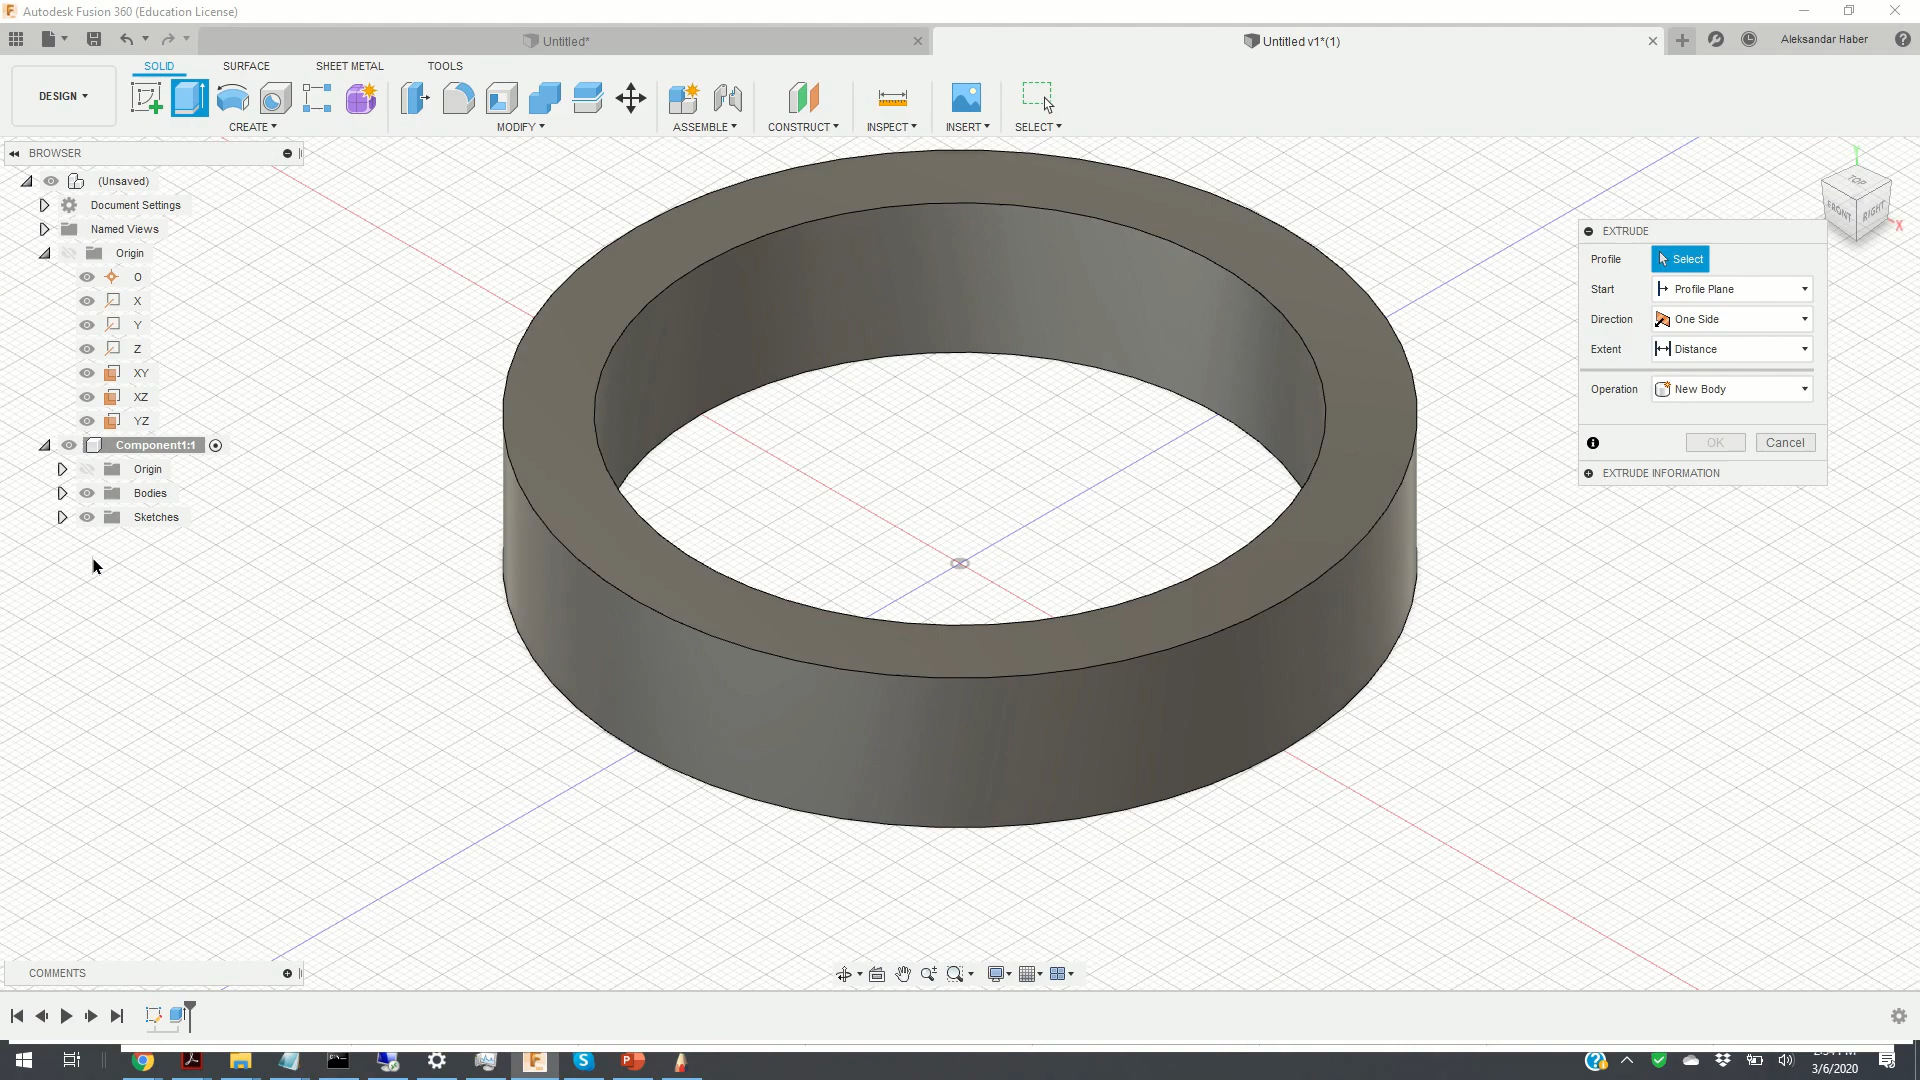 Autodesk Fusion 360 (Education License)
Untitled*
Untitled v1*(1)
Aleksandar Haber
SOLID SURFACE SHEET METAL TOOLS
DESIGN
CREATE MODIFY ASSEMBLE CONSTRUCT INSPECT INSERT SELECT
BROWSER
(Unsaved)
Document Settings
Named Views
Origin
O
X
Y
Z
XY
XZ
YZ
Component1:1
Origin
Bodies
Sketches
TOP
FRONT
RIGHT
X
EXTRUDE
Profile Select
Start Profile Plane
Direction One Side
Extent Distance
Operation New Body
OK Cancel
EXTRUDE INFORMATION
COMMENTS
3/6/2020